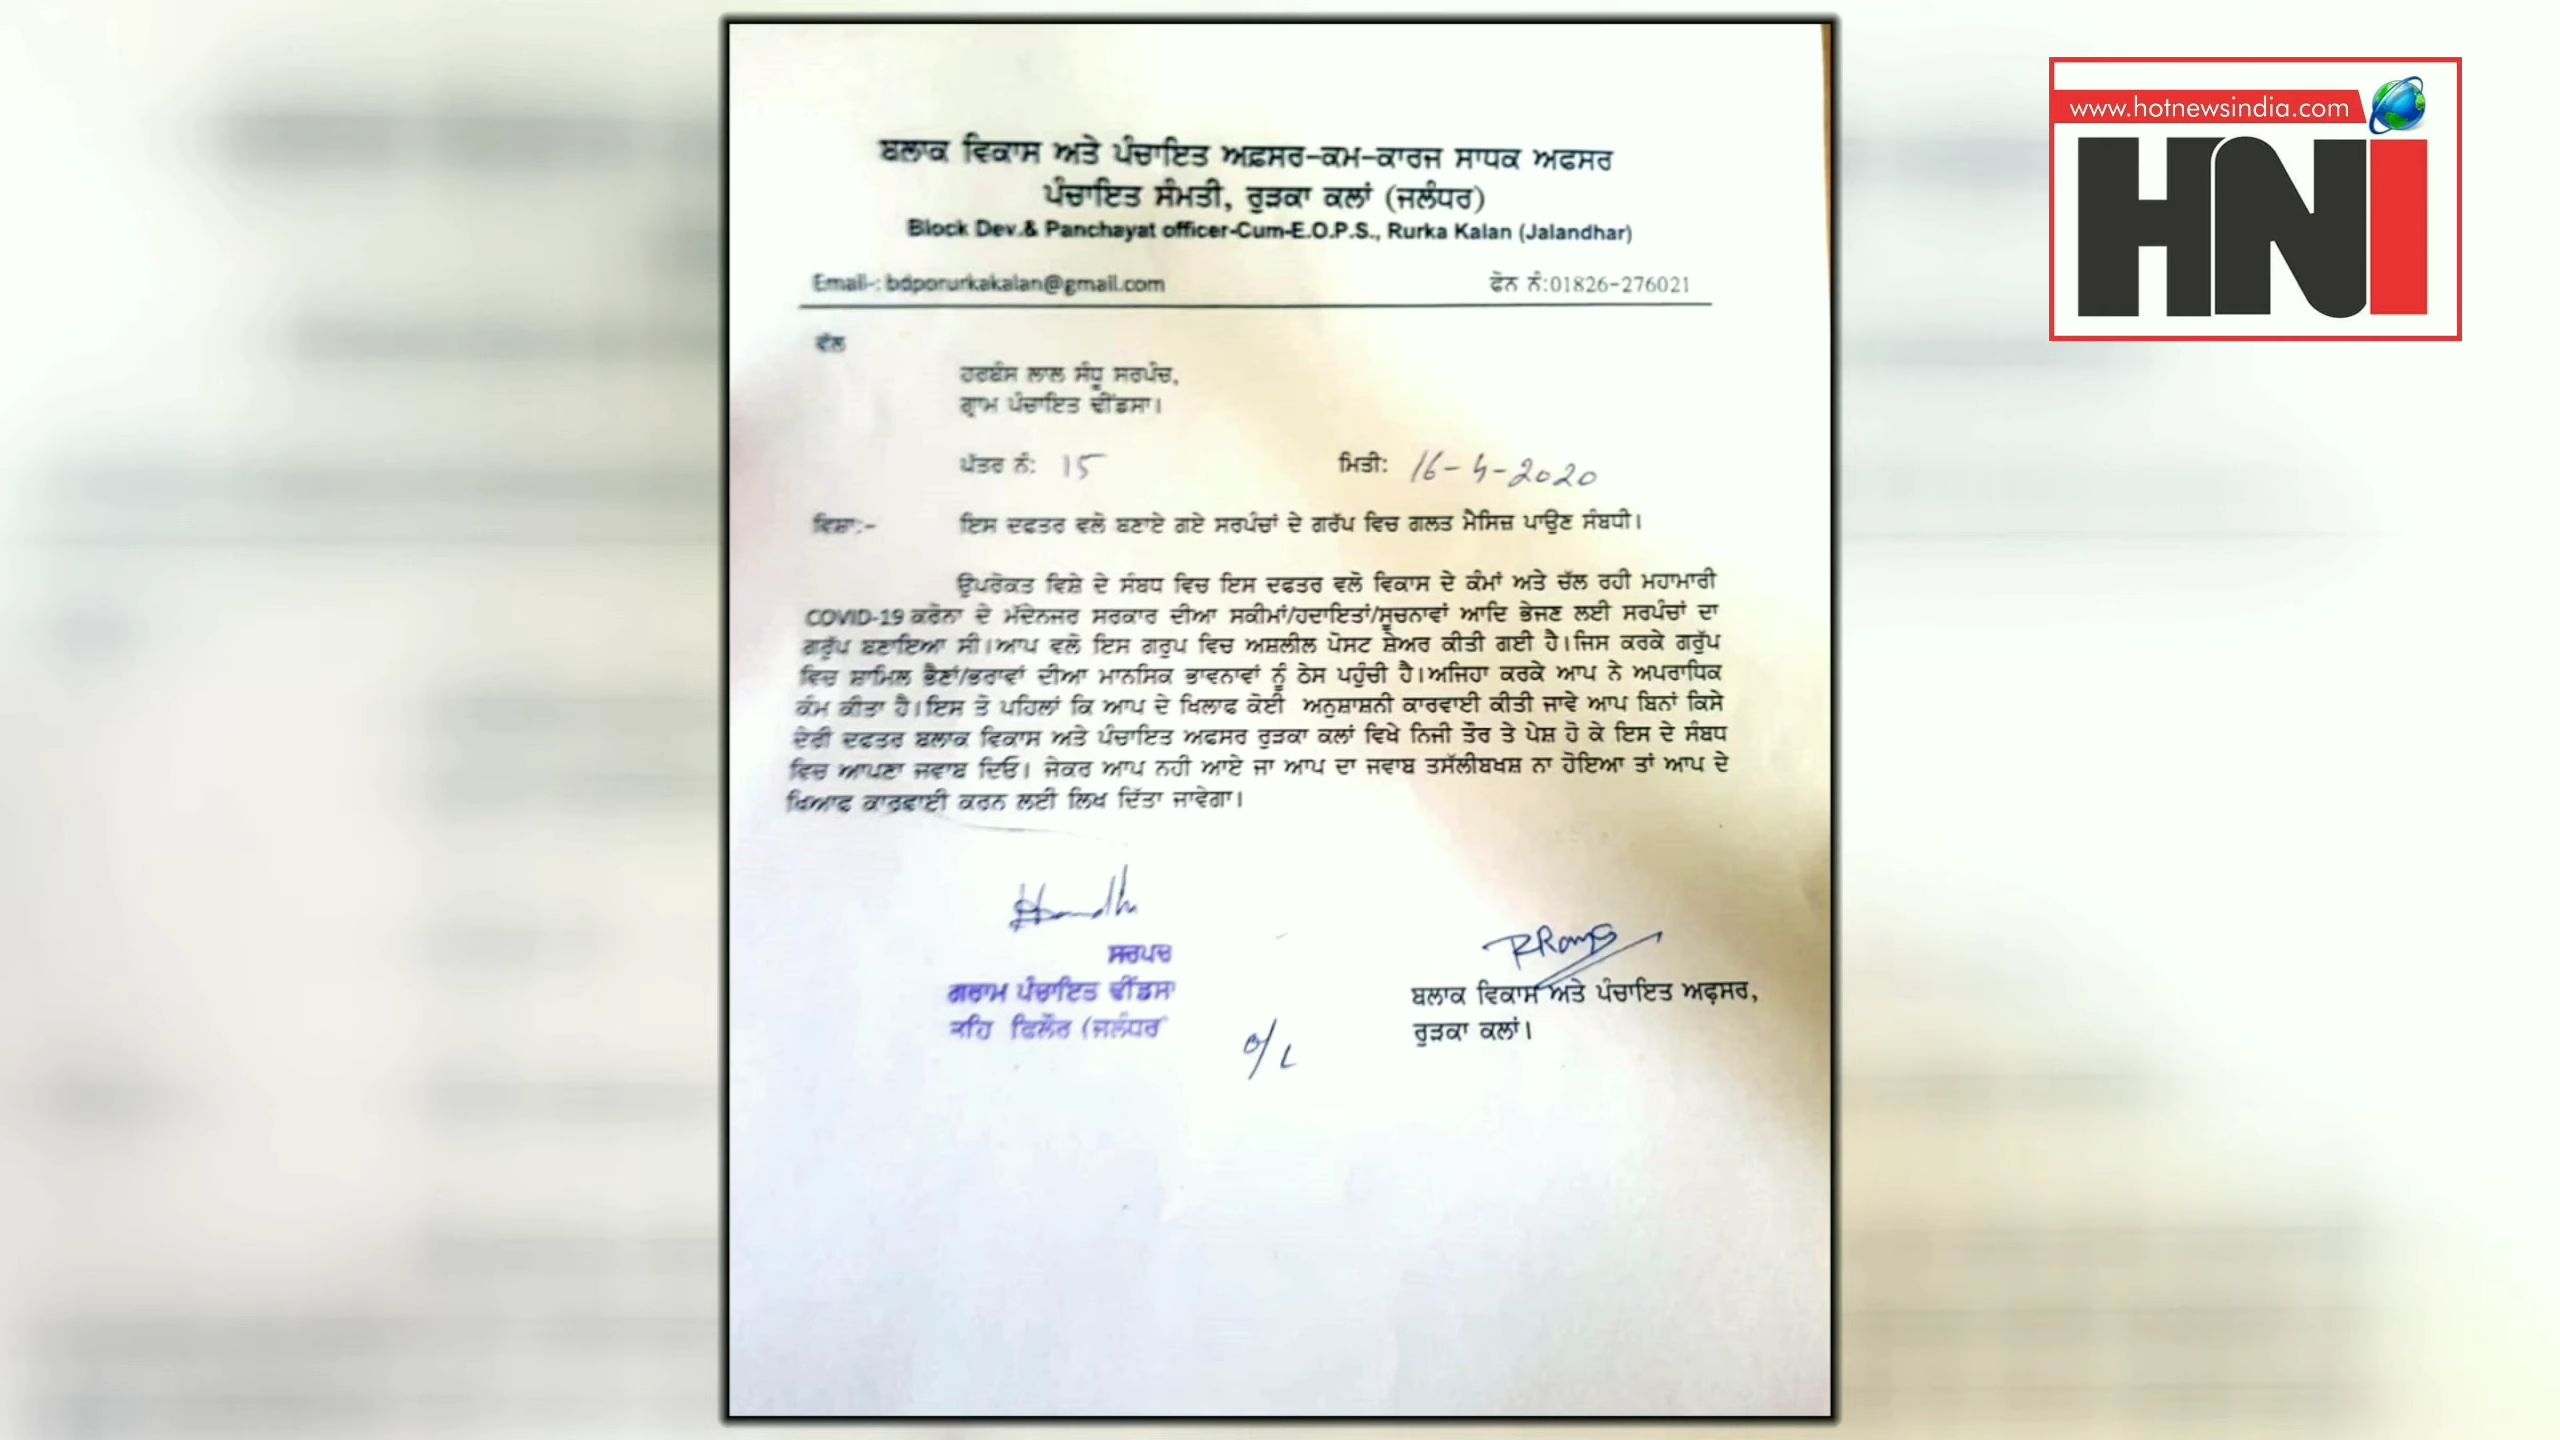 www.hotnewsindia.com
HNI
ਬਲਾਕ ਵਿਕਾਸ ਅਤੇ ਪੰਚਾਇਤ ਅਫ਼ਸਰ-ਕਮ-ਕਾਰਜ ਸਾਧਕ ਅਫਸਰ
ਪੰਚਾਇਤ ਸੰਮਤੀ, ਰੁੜਕਾ ਕਲਾਂ (ਜਲੰਧਰ)
Block Dev.& Panchayat officer-Cum-E.O.P.S., Rurka Kalan (Jalandhar)
Email-: bdporurkakalan@gmail.com ਫੋਨ ਨੰ:01826-276021
ਵੱਲ
ਹਰਬੰਸ ਲਾਲ ਸੰਧੂ ਸਰਪੰਚ,
ਗ੍ਰਾਮ ਪੰਚਾਇਤ ਢੀਂਡਸਾ।
ਪੱਤਰ ਨੰ: 15 ਮਿਤੀ: 16-4-2020
ਵਿਸ਼ਾ:- ਇਸ ਦਫਤਰ ਵਲੋ ਬਣਾਏ ਗਏ ਸਰਪੰਚਾਂ ਦੇ ਗਰੁੱਪ ਵਿਚ ਗਲਤ ਮੈਸਿਜ਼ ਪਾਉਣ ਸੰਬਧੀ।
ਉਪਰੋਕਤ ਵਿਸ਼ੇ ਦੇ ਸੰਬਧ ਵਿਚ ਇਸ ਦਫਤਰ ਵਲੋ ਵਿਕਾਸ ਦੇ ਕੰਮਾਂ ਅਤੇ ਚੱਲ ਰਹੀ ਮਹਾਮਾਰੀ
COVID-19 ਕਰੋਨਾ ਦੇ ਮੱਦੇਨਜਰ ਸਰਕਾਰ ਦੀਆ ਸਕੀਮਾਂ/ਹਦਾਇਤਾਂ/ਸੂਚਨਾਵਾਂ ਆਦਿ ਭੇਜਣ ਲਈ ਸਰਪੰਚਾਂ ਦਾ
ਗਰੁੱਪ ਬਣਾਇਆ ਸੀ।ਆਪ ਵਲੋ ਇਸ ਗਰੁਪ ਵਿਚ ਅਸ਼ਲੀਲ ਪੋਸਟ ਸ਼ੇਅਰ ਕੀਤੀ ਗਈ ਹੈ।ਜਿਸ ਕਰਕੇ ਗਰੁੱਪ
ਵਿਚ ਸ਼ਾਮਿਲ ਭੈਣਾਂ/ਭਰਾਵਾਂ ਦੀਆ ਮਾਨਸਿਕ ਭਾਵਨਾਵਾਂ ਨੂੰ ਠੇਸ ਪਹੁੰਚੀ ਹੈ।ਅਜਿਹਾ ਕਰਕੇ ਆਪ ਨੇ ਅਪਰਾਧਿਕ
ਕੰਮ ਕੀਤਾ ਹੈ।ਇਸ ਤੋ ਪਹਿਲਾਂ ਕਿ ਆਪ ਦੇ ਖਿਲਾਫ ਕੋਈ ਅਨੁਸ਼ਾਸ਼ਨੀ ਕਾਰਵਾਈ ਕੀਤੀ ਜਾਵੇ ਆਪ ਬਿਨਾਂ ਕਿਸੇ
ਦੇਰੀ ਦਫਤਰ ਬਲਾਕ ਵਿਕਾਸ ਅਤੇ ਪੰਚਾਇਤ ਅਫਸਰ ਰੁੜਕਾ ਕਲਾਂ ਵਿਖੇ ਨਿਜੀ ਤੌਰ ਤੇ ਪੇਸ਼ ਹੋ ਕੇ ਇਸ ਦੇ ਸੰਬਧ
ਵਿਚ ਆਪਣਾ ਜਵਾਬ ਦਿਓ। ਜੇਕਰ ਆਪ ਨਹੀ ਆਏ ਜਾ ਆਪ ਦਾ ਜਵਾਬ ਤਸੱਲੀਬਖਸ਼ ਨਾ ਹੋਇਆ ਤਾਂ ਆਪ ਦੇ
ਖਿਆਫ ਕਾਰਵਾਈ ਕਰਨ ਲਈ ਲਿਖ ਦਿੱਤਾ ਜਾਵੇਗਾ।
ਸਰਪਚ
ਗਰਾਮ ਪੰਚਾਇਤ ਢੀਂਡਸਾ
ਤਹਿ ਫਿਲੌਰ (ਜਲੰਧਰ
ਬਲਾਕ ਵਿਕਾਸ ਅਤੇ ਪੰਚਾਇਤ ਅਫ਼ਸਰ,
ਰੁੜਕਾ ਕਲਾਂ।